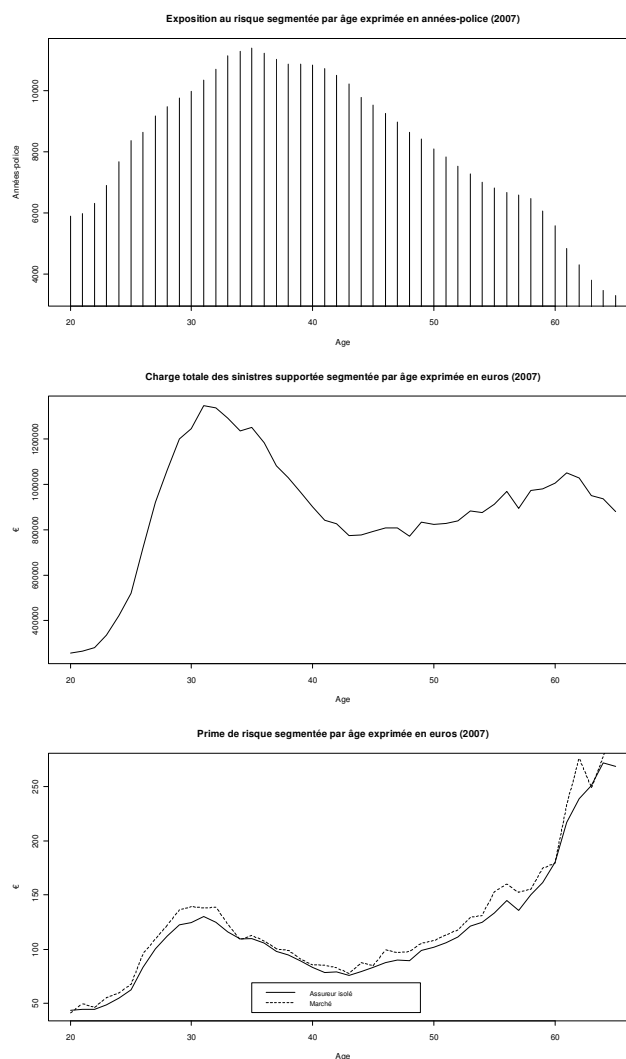 Exposition au risque segmentée par âge exprimée en années-police (2007)
10000
8000
6000
4000
Années-police
20 30 40 50 60
Age
Charge totale des sinistres supportée segmentée par âge exprimée en euros (2007)
1200000
1000000
800000
600000
400000
€
20 30 40 50 60
Age
Prime de risque segmentée par âge exprimée en euros (2007)
250
200
150
100
50
€
Assureur isolé
Marché
20 30 40 50 60
Age